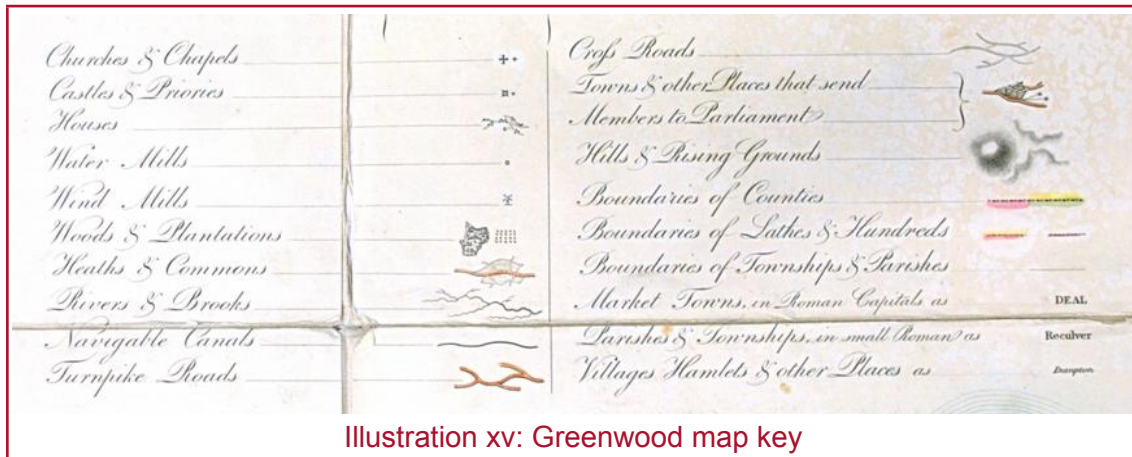 Churches & Chapels
Castles & Priories
Houses
Water Mills
Wind Mills
Woods & Plantations
Heaths & Commons
Rivers & Brooks
Navigable Canals
Turnpike Roads
Croſs Roads
Towns & other Places that send
Members to Parliament
Hills & Rising Grounds
Boundaries of Counties
Boundaries of Lathes & Hundreds
Boundaries of Townships & Parishes
Market Towns, in Roman Capitals as DEAL
Parishes & Townships, in small Roman as Reculver
Villages Hamlets & other Places as
Illustration xv: Greenwood map key